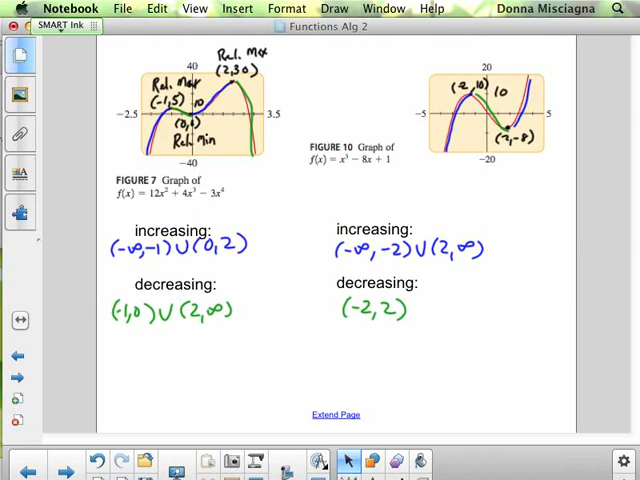 Notebook File Edit View Insert Format Draw Window Help Donna Misciagna
SMART Ink
Functions Alg 2
Rel. Max
(2,30)
40
Rel. Max
(-1,5)
10
-2.5
3.5
Rel. Min
-40
FIGURE 7 Graph of
f(x) = 12x² + 4x³ − 3x⁴
20
(-2,10)
10
-5
5
(2,-8)
-20
FIGURE 10 Graph of
f(x) = x³ − 8x + 1
increasing:
(-∞,-1)∪(0,2)
decreasing:
(-1,0)∪(2,∞)
increasing:
(-∞,-2)∪(2,∞)
decreasing:
(-2,2)
Extend Page